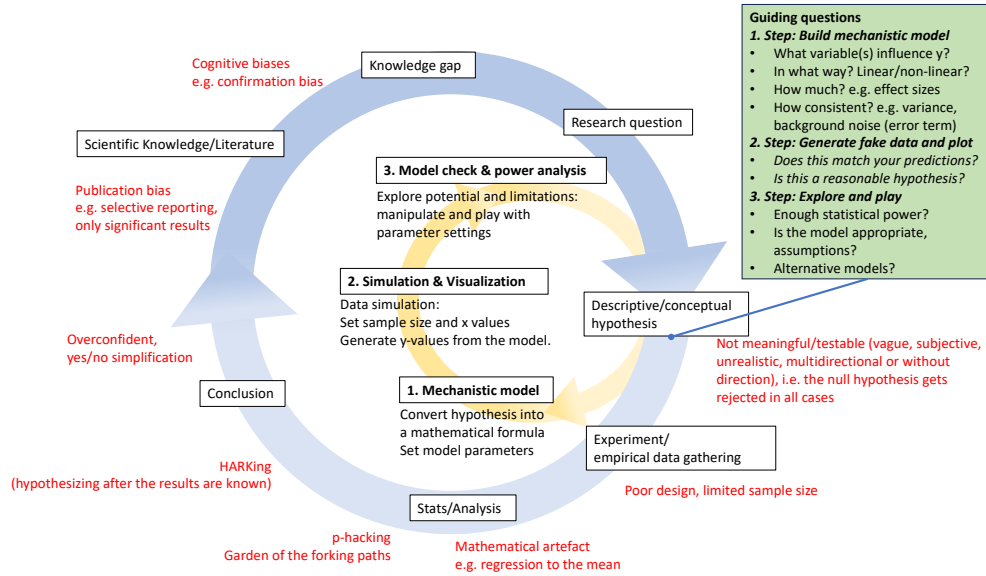 Guiding questions
1. Step: Build mechanistic model
• What variable(s) influence y?
• In what way? Linear/non-linear?
• How much? e.g. effect sizes
• How consistent? e.g. variance,
background noise (error term)
2. Step: Generate fake data and plot
• Does this match your predictions?
• Is this a reasonable hypothesis?
3. Step: Explore and play
• Enough statistical power?
• Is the model appropriate,
assumptions?
• Alternative models?
Cognitive biases
e.g. confirmation bias
Knowledge gap
Research question
Scientific Knowledge/Literature
3. Model check & power analysis
Explore potential and limitations:
manipulate and play with
parameter settings
Publication bias
e.g. selective reporting,
only significant results
2. Simulation & Visualization
Data simulation:
Set sample size and x values
Generate y-values from the model.
Descriptive/conceptual
hypothesis
Not meaningful/testable (vague, subjective,
unrealistic, multidirectional or without
direction), i.e. the null hypothesis gets
rejected in all cases
Overconfident,
yes/no simplification
Conclusion
1. Mechanistic model
Convert hypothesis into
a mathematical formula
Set model parameters
Experiment/
empirical data gathering
Poor design, limited sample size
HARKing
(hypothesizing after the results are known)
Stats/Analysis
p-hacking
Garden of the forking paths
Mathematical artefact
e.g. regression to the mean